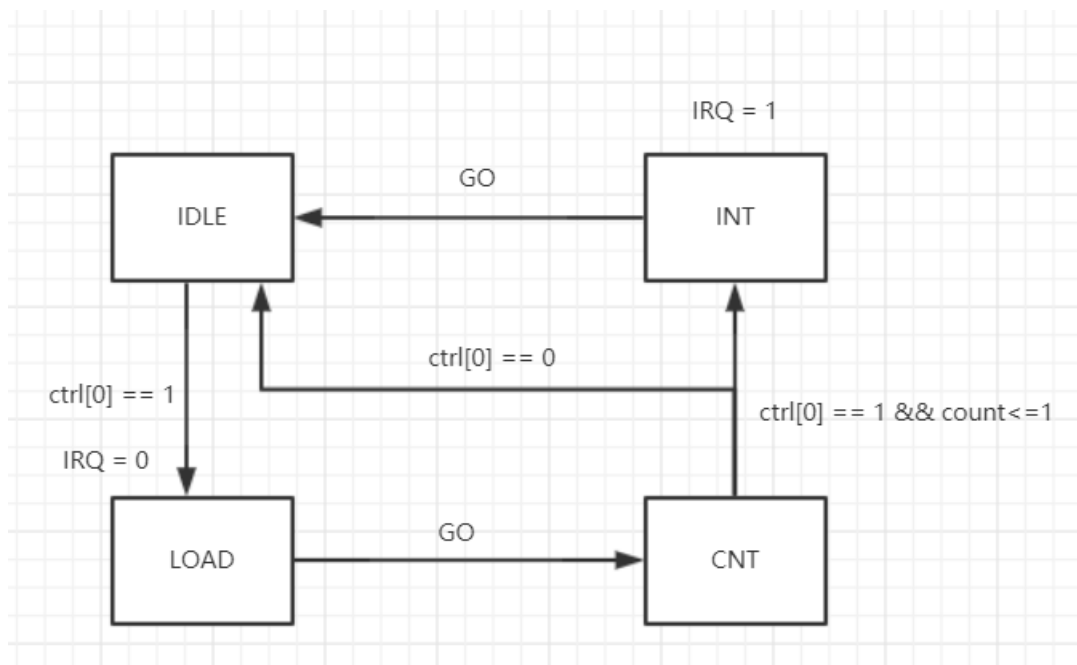 IRQ = 1
IDLE
GO
INT
ctrl[0] == 0
ctrl[0] == 1
ctrl[0] == 1 && count<=1
IRQ = 0
LOAD
GO
CNT